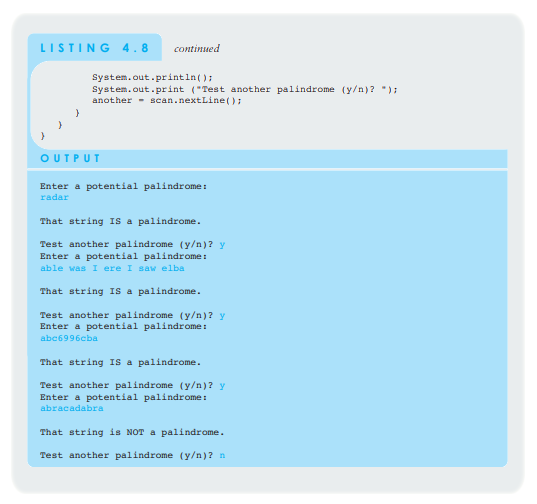 LISTING 4.8 continued
System.out.println();
System.out.print ("Test another palindrome (y/n)? ");
another = scan.nextLine();
}
}
}
OUTPUT
Enter a potential palindrome:
radar
That string IS a palindrome.
Test another palindrome (y/n)? y
Enter a potential palindrome:
able was I ere I saw elba
That string IS a palindrome.
Test another palindrome (y/n)? y
Enter a potential palindrome:
abc6996cba
That string IS a palindrome.
Test another palindrome (y/n)? y
Enter a potential palindrome:
abracadabra
That string is NOT a palindrome.
Test another palindrome (y/n)? n